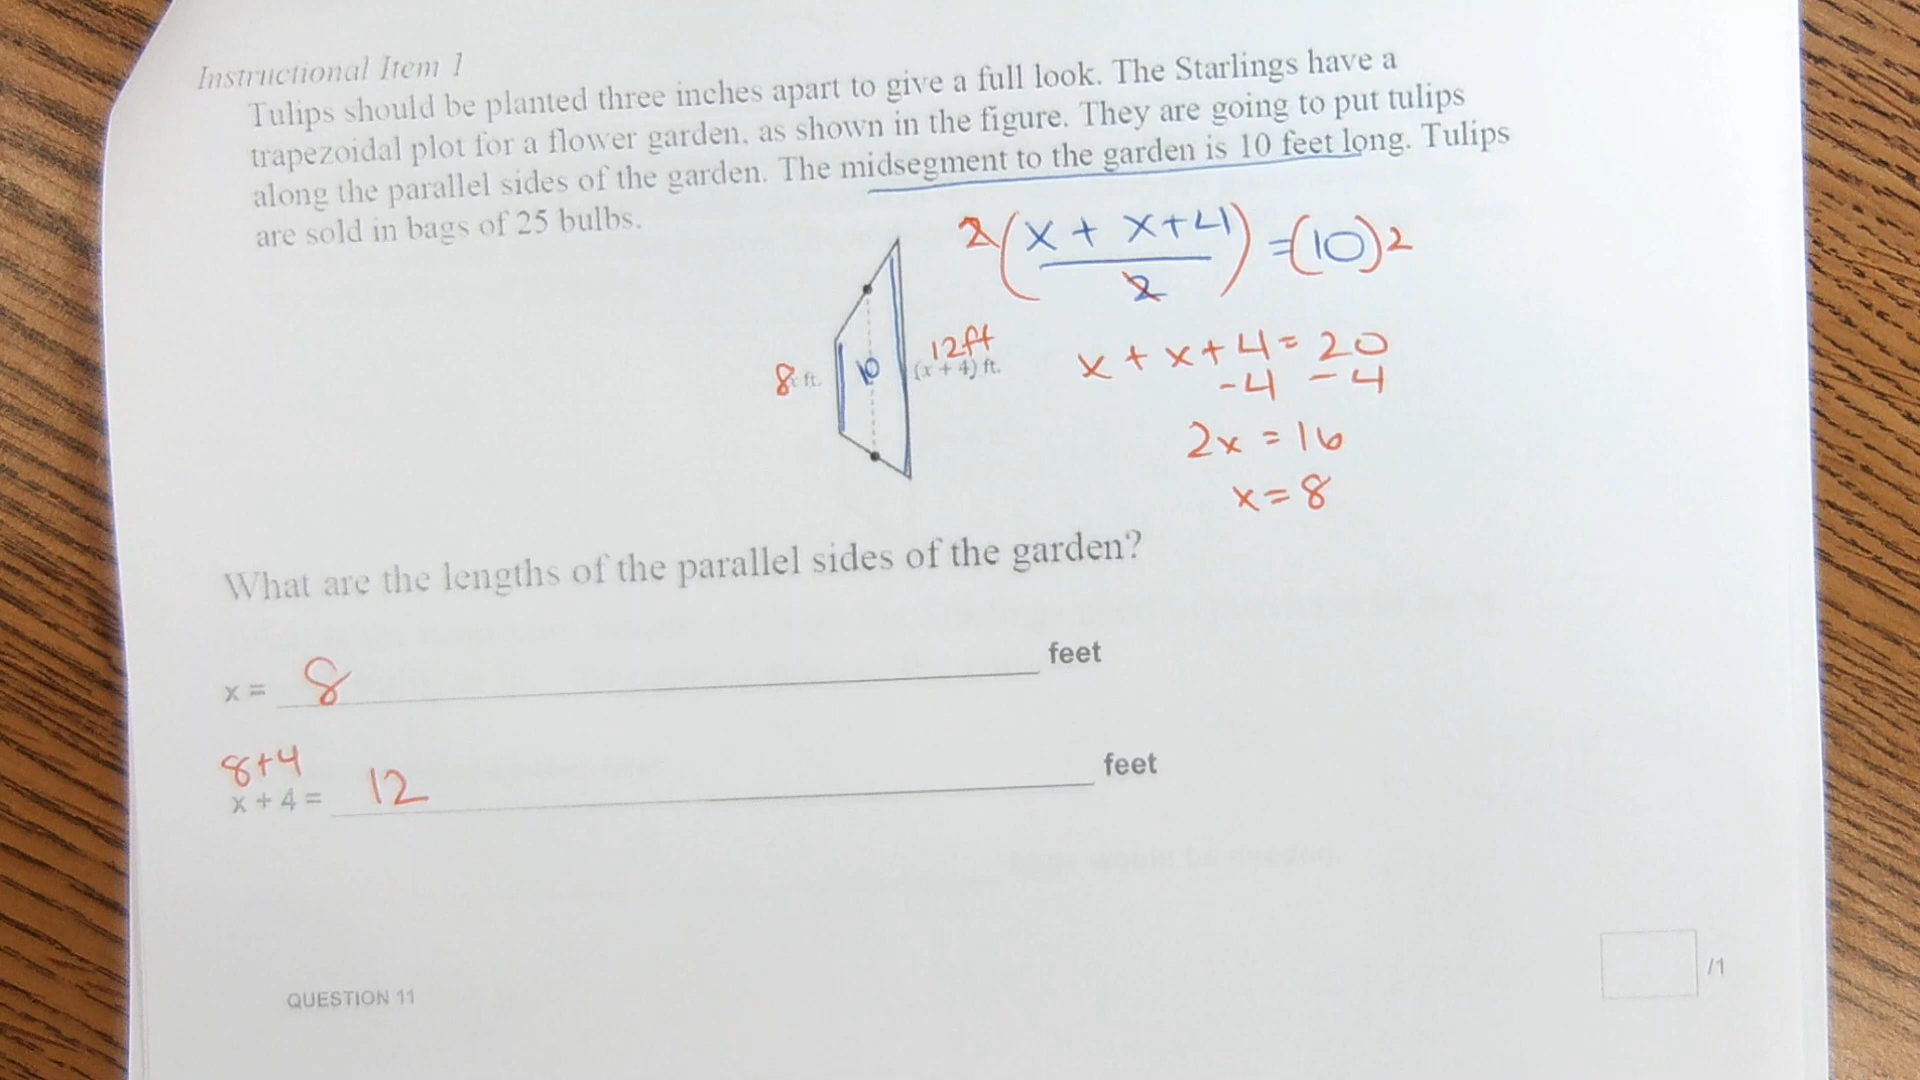 Instructional Item 1
Tulips should be planted three inches apart to give a full look. The Starlings have a
trapezoidal plot for a flower garden, as shown in the figure. They are going to put tulips
along the parallel sides of the garden. The midsegment to the garden is 10 feet long. Tulips
are sold in bags of 25 bulbs.
2(x + x+4) = (10)2
2
12ft
8 ft. 10 (x + 4) ft.
x + x + 4 = 20
-4 -4
2x = 16
x = 8
What are the lengths of the parallel sides of the garden?
x = 8 feet
8+4
x + 4 = 12 feet
QUESTION 11
/1